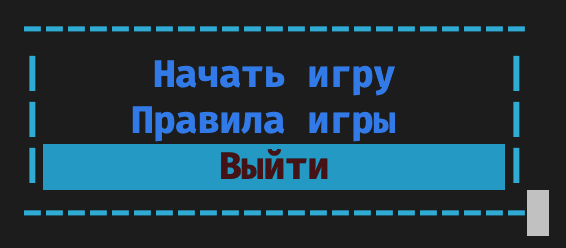 Начать игру
Правила игры
Выйти